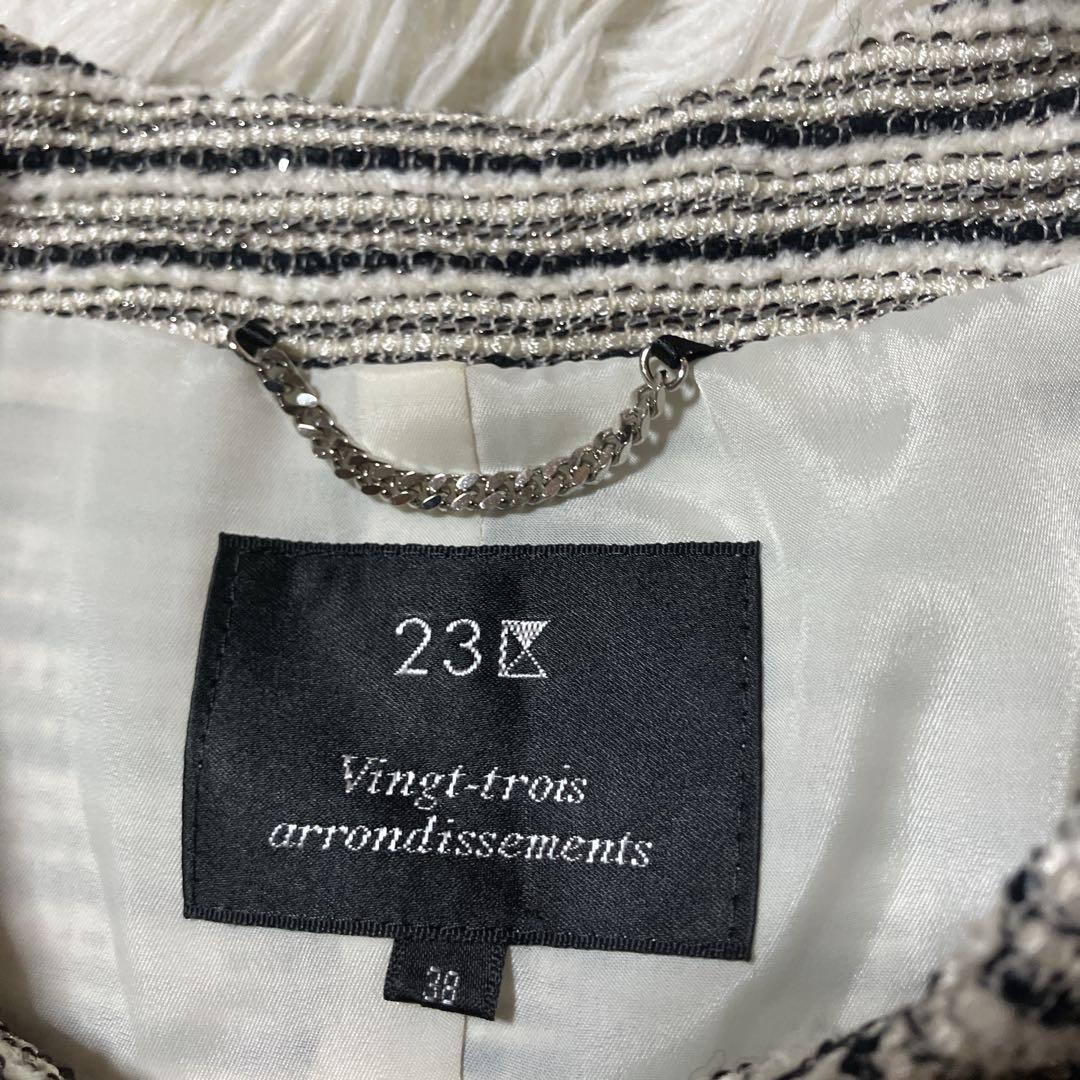 23区
Vingt-trois
arrondissements
38